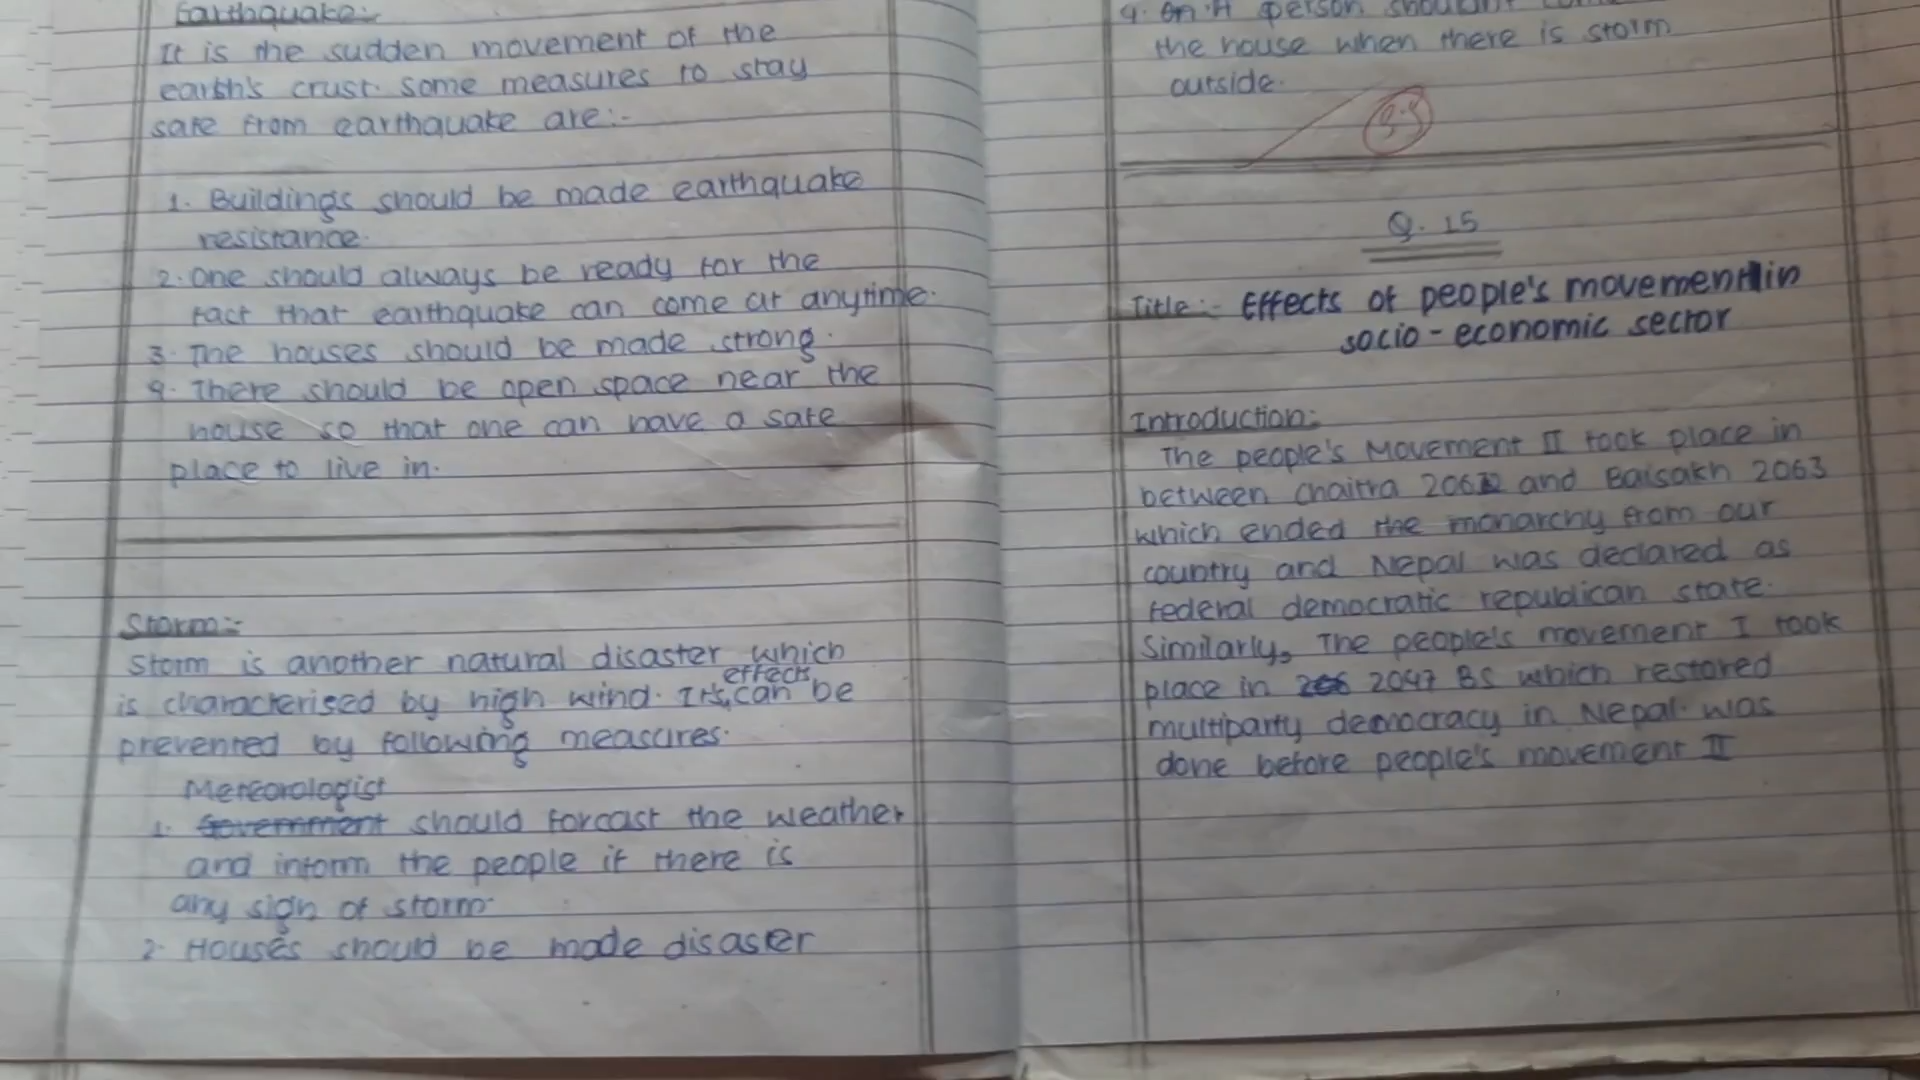 Earthquake:-
It is the sudden movement of the
earth's crust. Some measures to stay
safe from earthquake are:-
1. Buildings should be made earthquake
resistance.
2. One should always be ready for the
fact that earthquake can come at anytime.
3. The houses should be made strong.
4. There should be open space near the
house so that one can have a safe
place to live in.
Storm:-
Storm is another natural disaster which
effects
is characterised by high wind. It's, can be
prevented by following measures.
Metearologist
1. Government should forcast the weather
and inform the people if there is
any sign of storm.
2. Houses should be made disaster
4. A person shouldn't
the house when there is storm
outside.
3.5
Q. 15
Title:- Effects of people's movement in
socio-economic sector
Introduction:
The people's Movement II took place in
between Chaitra 2062 and Baisakh 2063
which ended the monarchy from our
country and Nepal was declared as
federal democratic republican state.
Similarly, The people's movement I took
place in 2047 BS which restored
multiparty democracy in Nepal. was
done before people's movement II